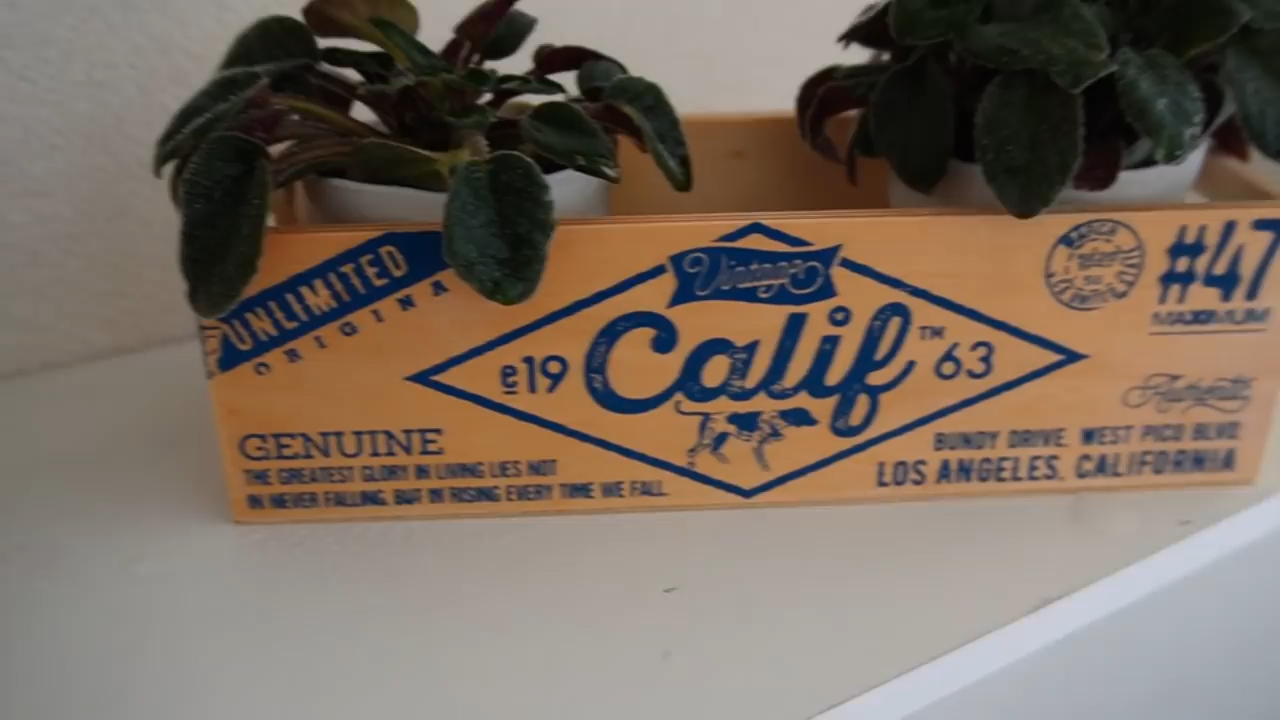 UNLIMITED
ORIGINA
Vintage
Calif
TM
e19
63
GENUINE
THE GREATEST GLORY IN LIVING LIES NOT
IN NEVER FALLING, BUT IN RISING EVERY TIME WE FALL.
#47
MAXIMUM
Authentic
BUNDY DRIVE, WEST PICO BLVD
LOS ANGELES, CALIFORNIA